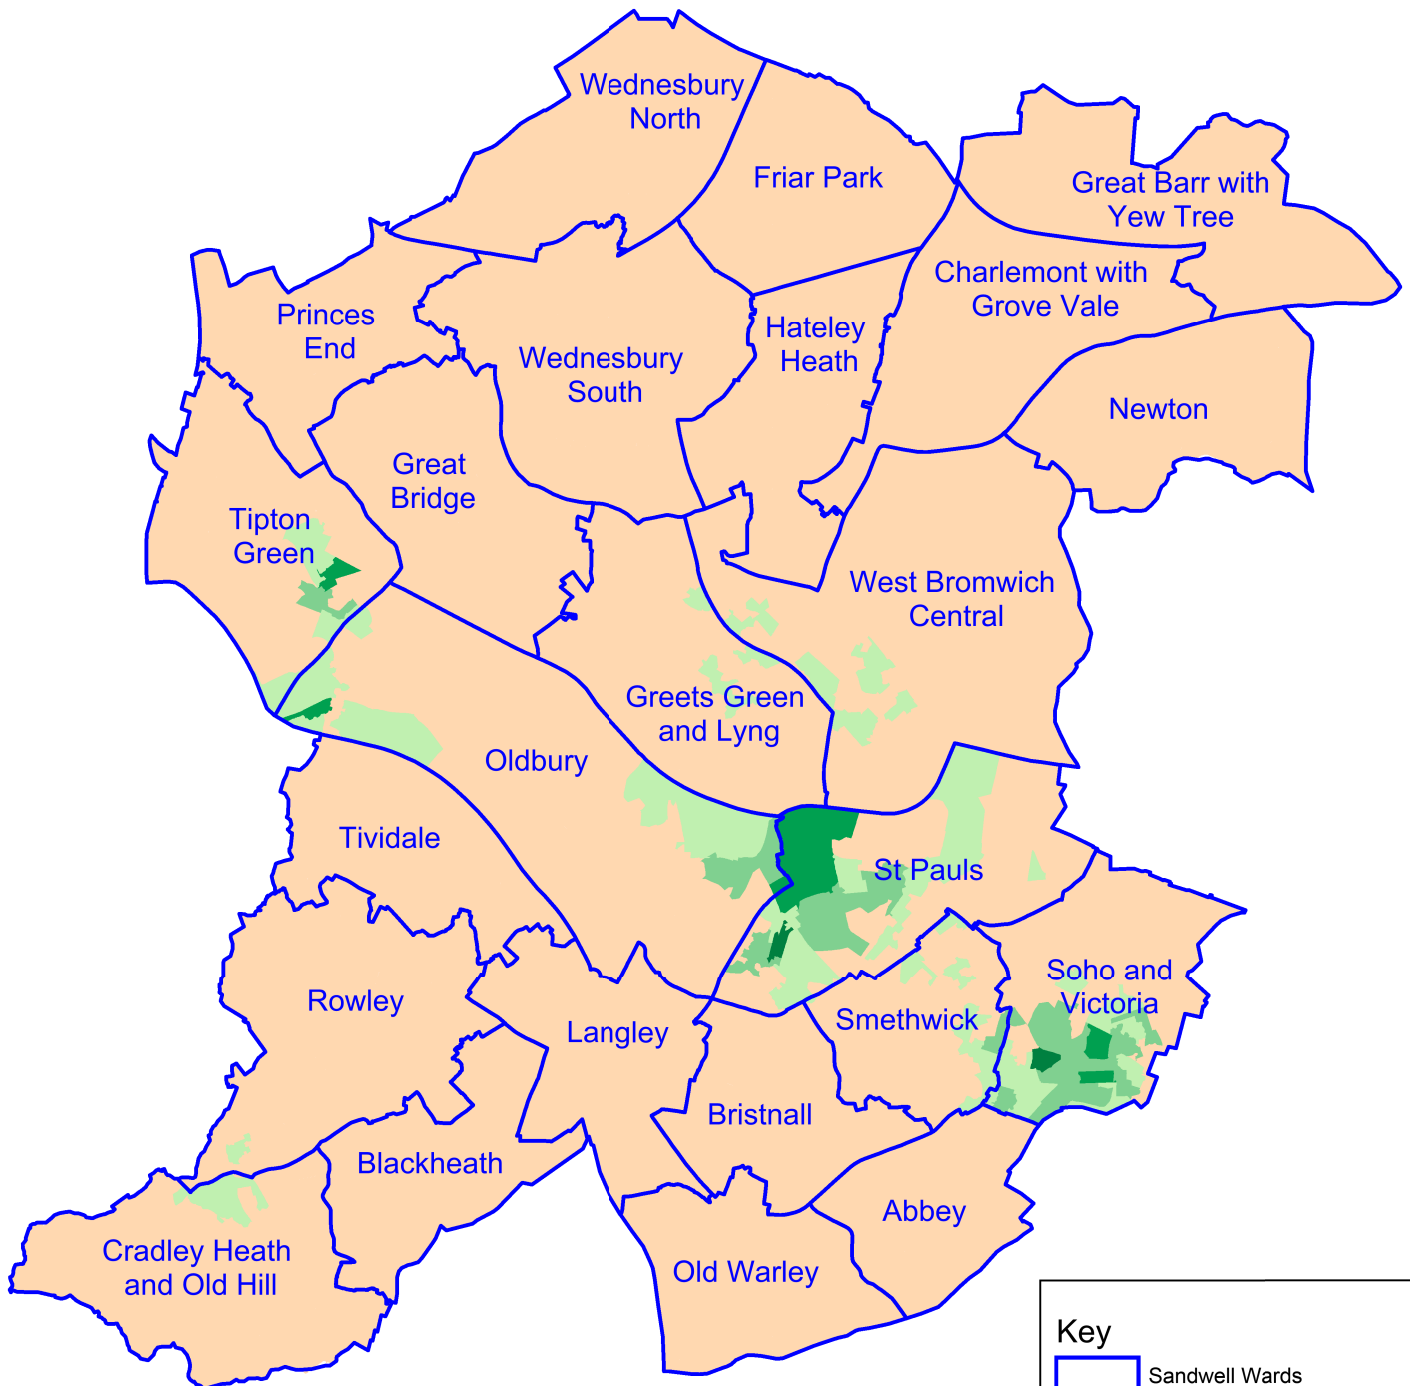 Wednesbury
North
Friar Park
Great Barr with
Yew Tree
Charlemont with
Grove Vale
Princes
End
Hateley
Heath
Wednesbury
South
Newton
Great
Bridge
Tipton
Green
West Bromwich
Central
Greets Green
and Lyng
Oldbury
Tividale
St Pauls
Soho and
Victoria
Rowley
Smethwick
Langley
Bristnall
Blackheath
Abbey
Cradley Heath
and Old Hill
Old Warley
Key
Sandwell Wards